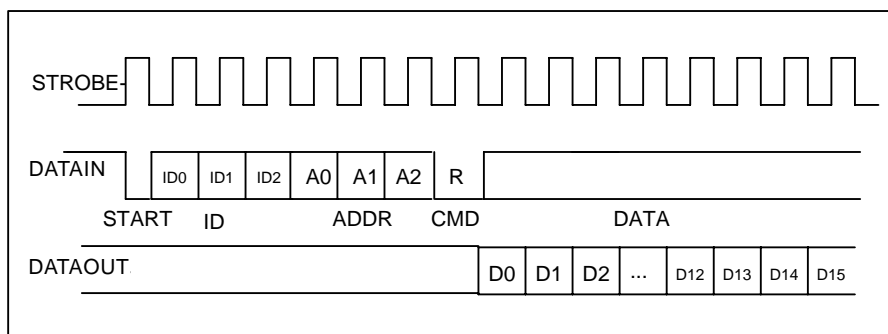 STROBE
DATAIN ID0 ID1 ID2 A0 A1 A2 R
START ID ADDR CMD DATA
DATAOUT D0 D1 D2 ... D12 D13 D14 D15